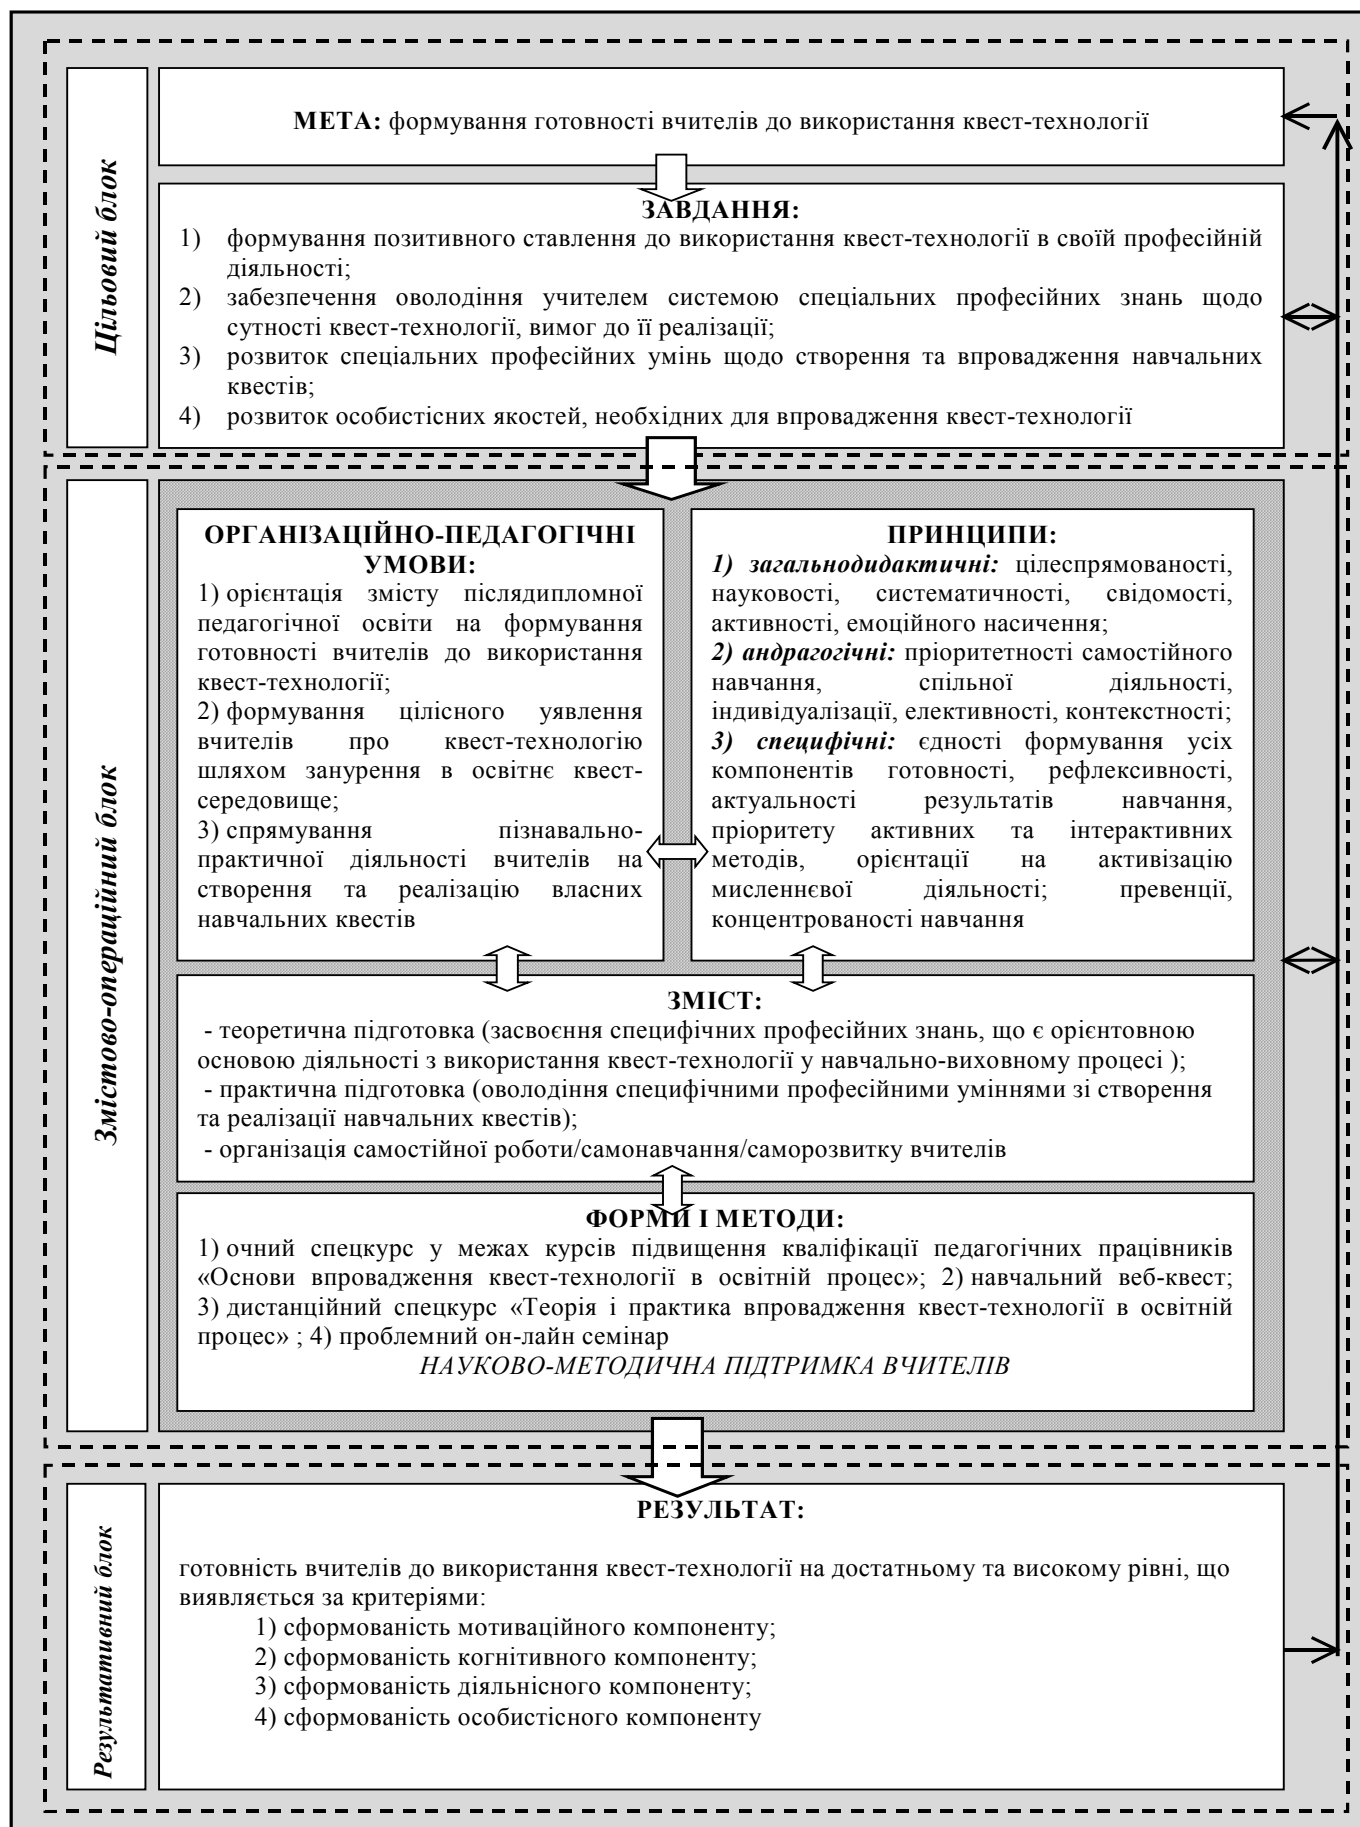 Цільовий блок
МЕТА: формування готовності вчителів до використання квест-технології
ЗАВДАННЯ:
1) формування позитивного ставлення до використання квест-технології в своїй професійній
діяльності;
2) забезпечення оволодіння учителем системою спеціальних професійних знань щодо
сутності квест-технології, вимог до її реалізації;
3) розвиток спеціальних професійних умінь щодо створення та впровадження навчальних
квестів;
4) розвиток особистісних якостей, необхідних для впровадження квест-технології
Змістово-операційний блок
ОРГАНІЗАЦІЙНО-ПЕДАГОГІЧНІ
УМОВИ:
1) орієнтація змісту післядипломної
педагогічної освіти на формування
готовності вчителів до використання
квест-технології;
2) формування цілісного уявлення
вчителів про квест-технологію
шляхом занурення в освітнє квест-
середовище;
3) спрямування пізнавально-
практичної діяльності вчителів на
створення та реалізацію власних
навчальних квестів
ПРИНЦИПИ:
1) загальнодидактичні: цілеспрямованості,
науковості, систематичності, свідомості,
активності, емоційного насичення;
2) андрагогічні: пріоритетності самостійного
навчання, спільної діяльності,
індивідуалізації, елективності, контекстності;
3) специфічні: єдності формування усіх
компонентів готовності, рефлексивності,
актуальності результатів навчання,
пріоритету активних та інтерактивних
методів, орієнтації на активізацію
мисленнєвої діяльності; превенції,
концентрованості навчання
ЗМІСТ:
- теоретична підготовка (засвоєння специфічних професійних знань, що є орієнтовною
основою діяльності з використання квест-технології у навчально-виховному процесі );
- практична підготовка (оволодіння специфічними професійними уміннями зі створення
та реалізації навчальних квестів);
- організація самостійної роботи/самонавчання/саморозвитку вчителів
ФОРМИ І МЕТОДИ:
1) очний спецкурс у межах курсів підвищення кваліфікації педагогічних працівників
«Основи впровадження квест-технології в освітній процес»; 2) навчальний веб-квест;
3) дистанційний спецкурс «Теорія і практика впровадження квест-технології в освітній
процес» ; 4) проблемний он-лайн семінар
НАУКОВО-МЕТОДИЧНА ПІДТРИМКА ВЧИТЕЛІВ
Результативний блок
РЕЗУЛЬТАТ:
готовність вчителів до використання квест-технології на достатньому та високому рівні, що
виявляється за критеріями:
1) сформованість мотиваційного компоненту;
2) сформованість когнітивного компоненту;
3) сформованість діяльнісного компоненту;
4) сформованість особистісного компоненту